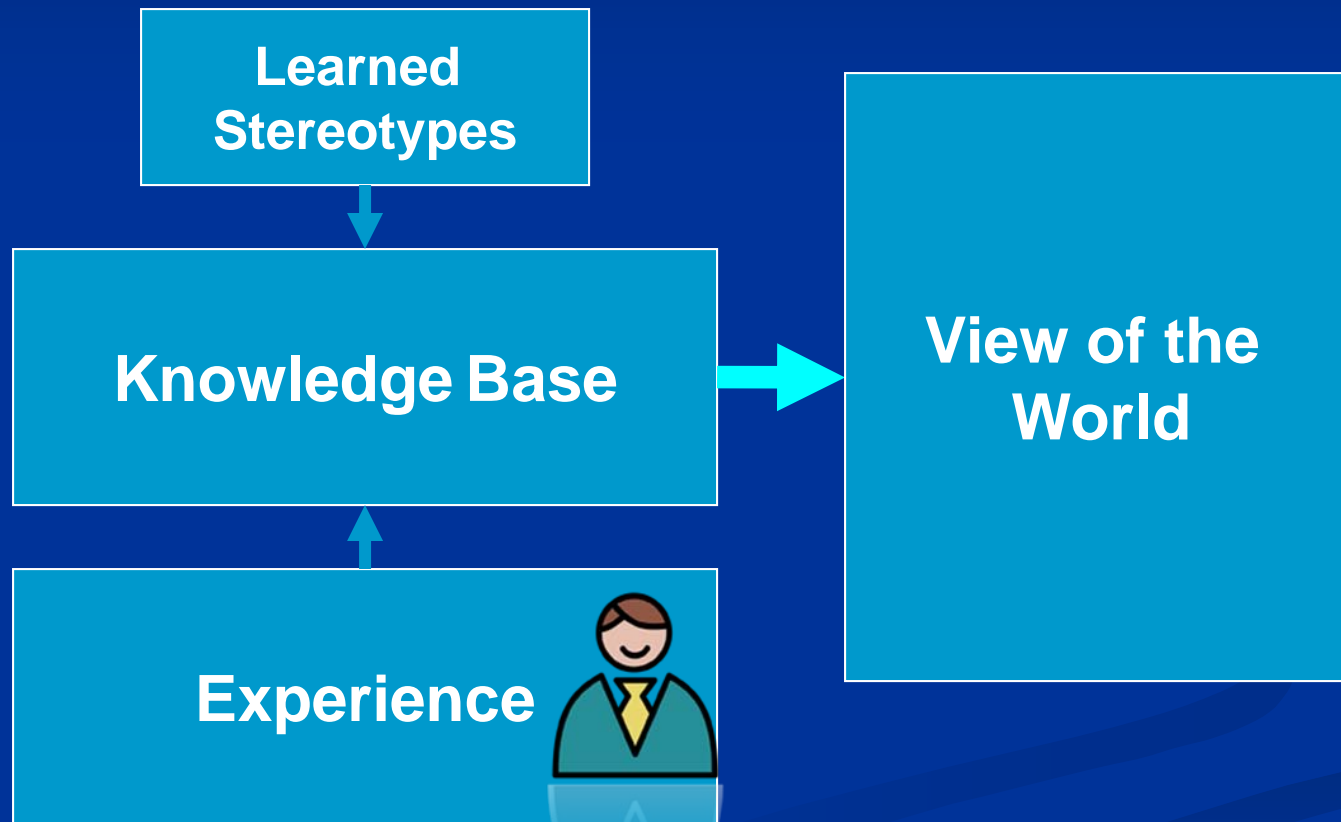 Learned
Stereotypes
Knowledge Base
View of the
World
Experience